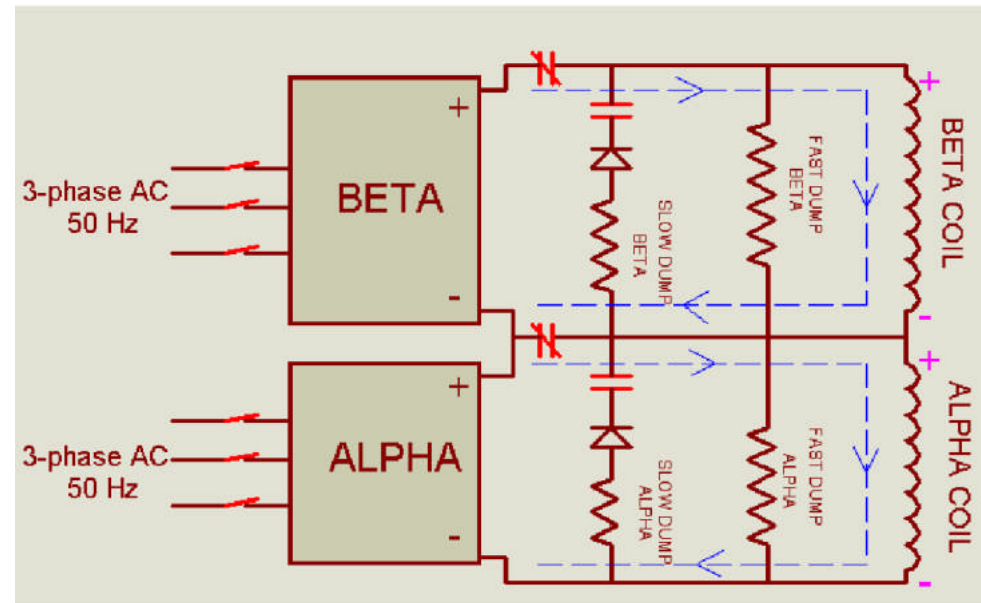 3-phase AC
50 Hz
+
BETA
-
SLOW DUMP
BETA
FAST DUMP
BETA
+
BETA COIL
-
3-phase AC
50 Hz
+
ALPHA
-
SLOW DUMP
ALPHA
FAST DUMP
ALPHA
+
ALPHA COIL
-